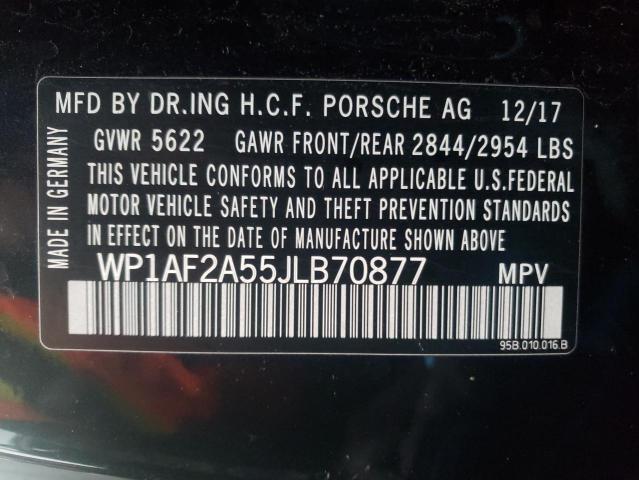 MFD BY DR.ING H.C.F. PORSCHE AG 12/17
GVWR 5622 GAWR FRONT/REAR 2844/2954 LBS
THIS VEHICLE CONFORMS TO ALL APPLICABLE U.S.FEDERAL
MOTOR VEHICLE SAFETY AND THEFT PREVENTION STANDARDS
IN EFFECT ON THE DATE OF MANUFACTURE SHOWN ABOVE
WP1AF2A55JLB70877 MPV
95B.010.016.B
MADE IN GERMANY